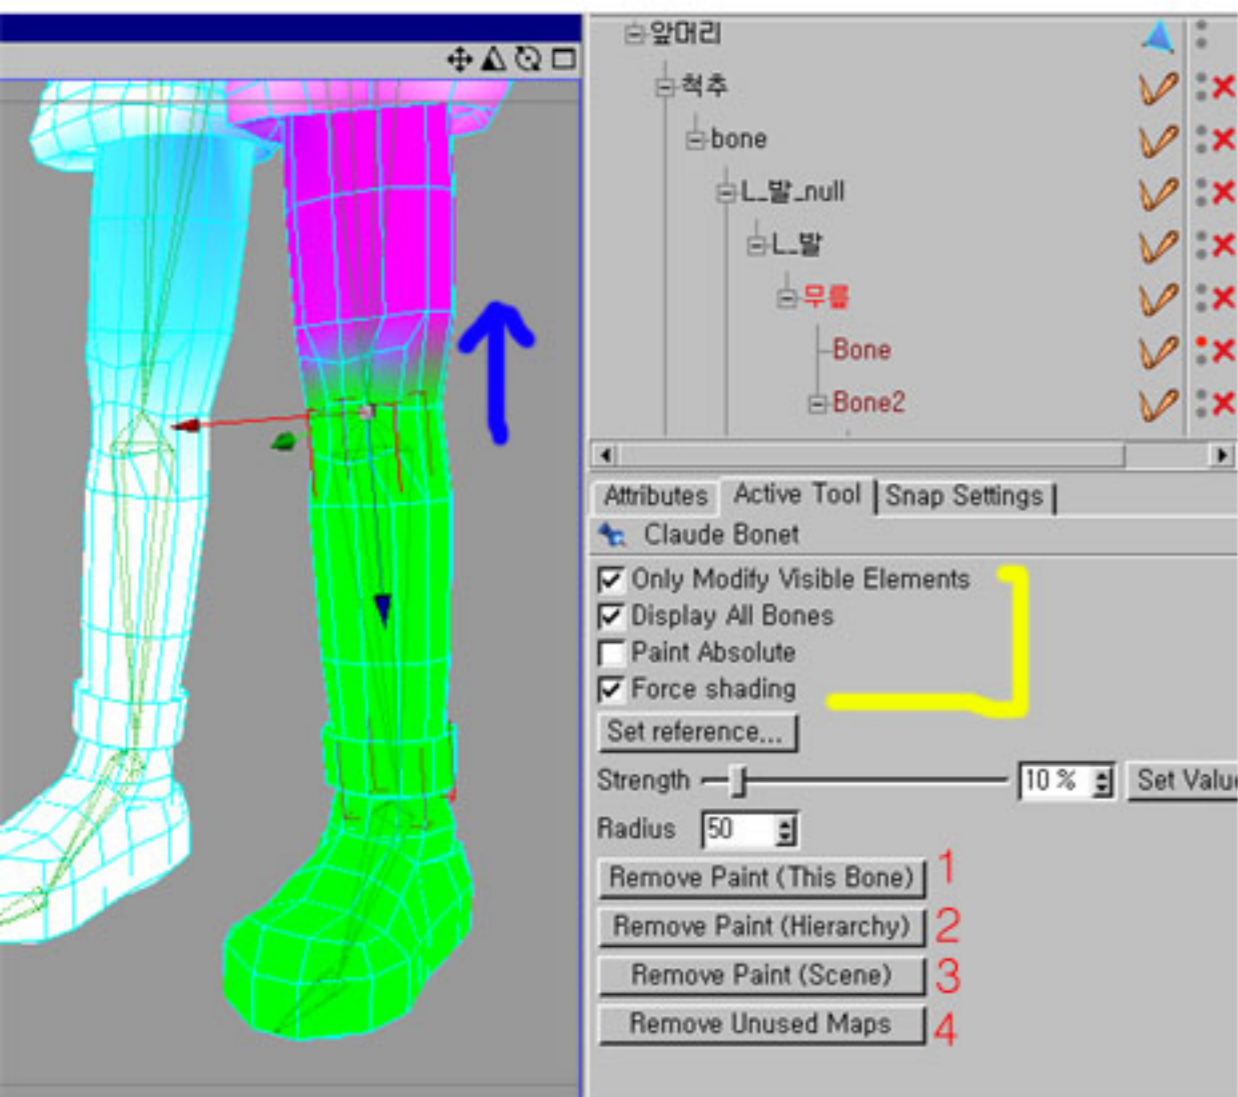 앞머리
척추
bone
L_발_null
L_발
무릎
Bone
Bone2
Attributes Active Tool Snap Settings
Claude Bonet
Only Modify Visible Elements
Display All Bones
Paint Absolute
Force shading
Set reference...
Strength 10 % Set Valu
Radius 50
Remove Paint (This Bone) 1
Remove Paint (Hierarchy) 2
Remove Paint (Scene) 3
Remove Unused Maps 4